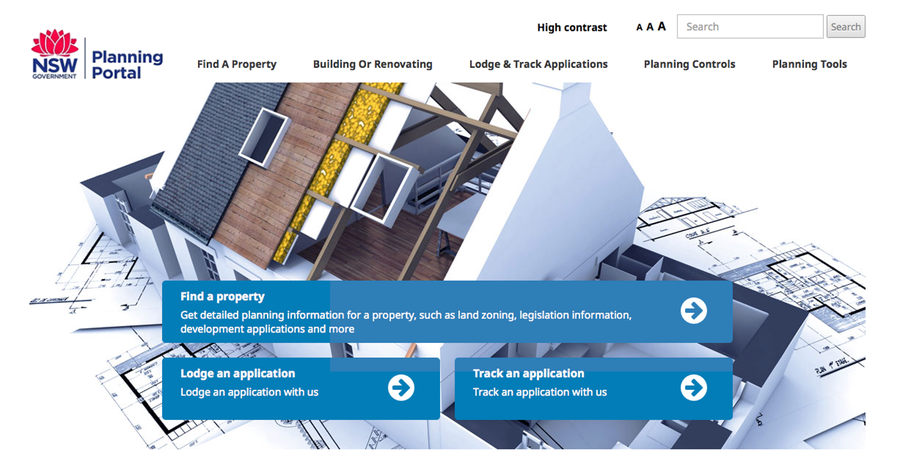 High contrast
A A A
Search
Search
NSW
GOVERNMENT
Planning
Portal
Find A Property
Building Or Renovating
Lodge & Track Applications
Planning Controls
Planning Tools
Find a property
Get detailed planning information for a property, such as land zoning, legislation information,
development applications and more
Lodge an application
Lodge an application with us
Track an application
Track an application with us